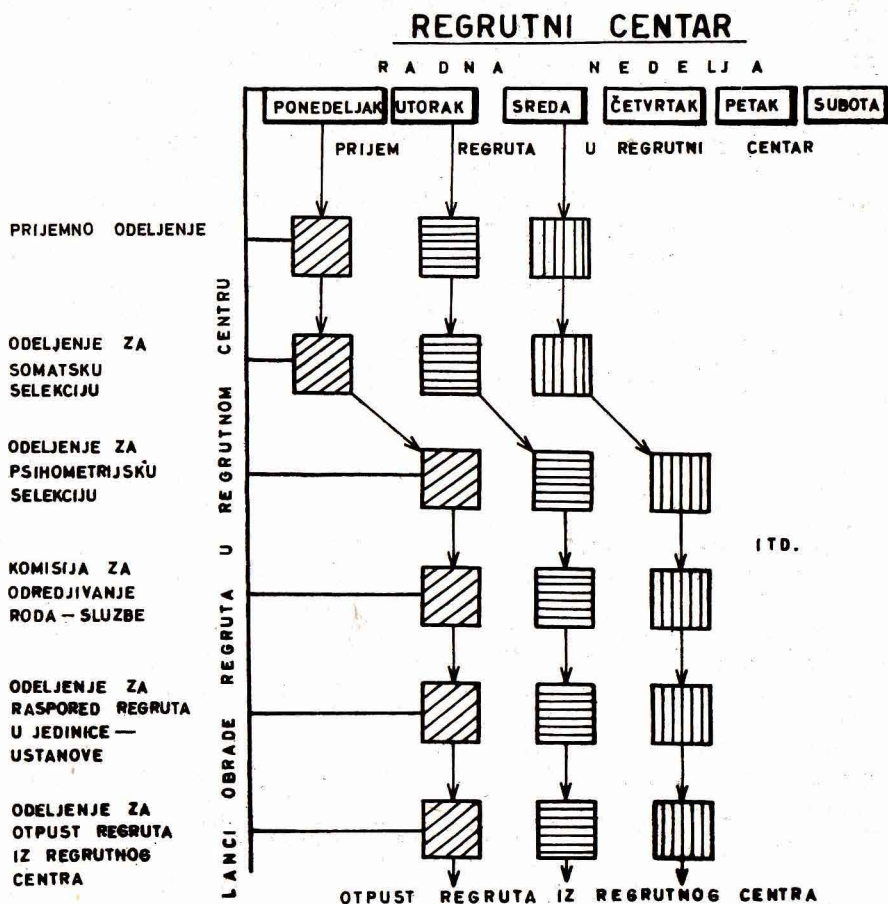 REGRUTNI CENTAR
RADNA NEDELJA
PONEDELJAK UTORAK SREDA ČETVRTAK PETAK SUBOTA
PRIJEM REGRUTA U REGRUTNI CENTAR
PRIJEMNO ODELJENJE
ODELJENJE ZA
SOMATSKU
SELEKCIJU
ODELJENJE ZA
PSIHOMETRIJSKU
SELEKCIJU
ITD.
KOMISIJA ZA
ODREDJIVANJE
RODA – SLUZBE
ODELJENJE ZA
RASPORED REGRUTA
U JEDINICE —
USTANOVE
ODELJENJE ZA
OTPUST REGRUTA
IZ REGRUTNOG
CENTRA
LANCI OBRADE REGRUTA U REGRUTNOM CENTRU
OTPUST REGRUTA IZ REGRUTNOG CENTRA